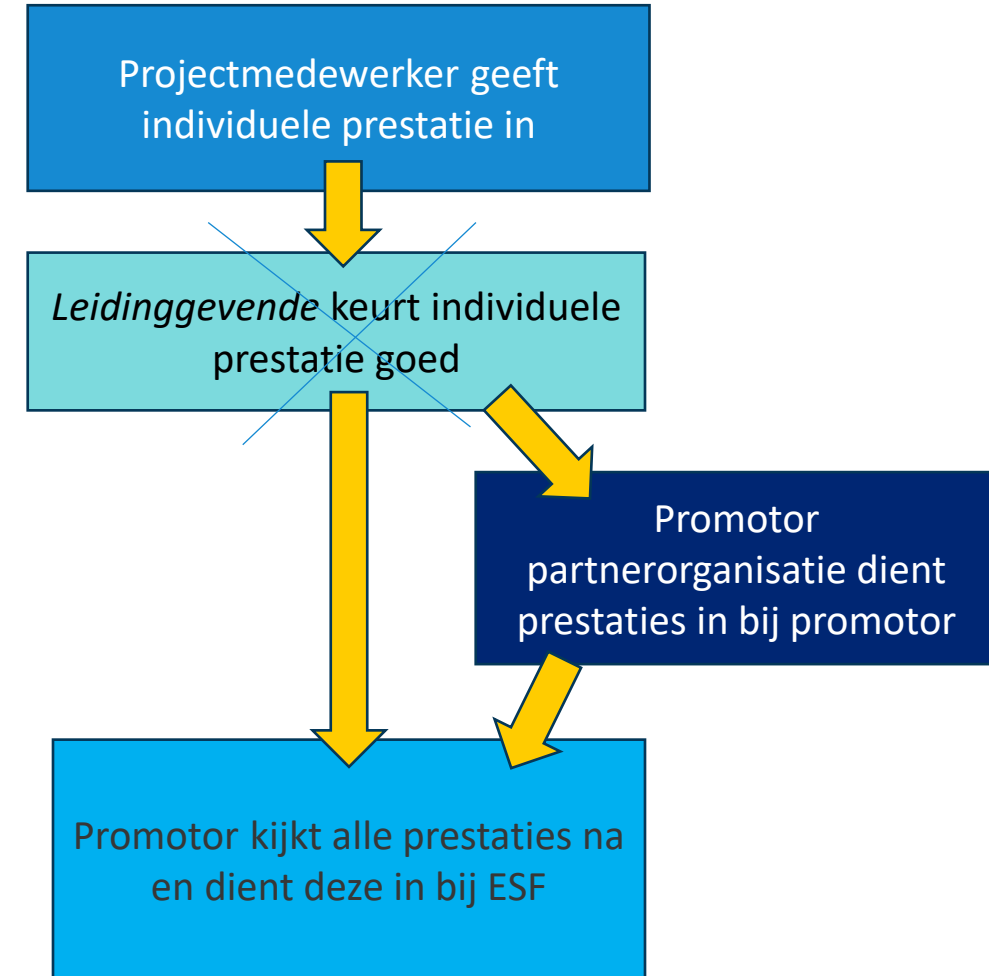 Projectmedewerker geeft
individuele prestatie in
Leidinggevende keurt individuele
prestatie goed
Promotor
partnerorganisatie dient
prestaties in bij promotor
Promotor kijkt alle prestaties na
en dient deze in bij ESF